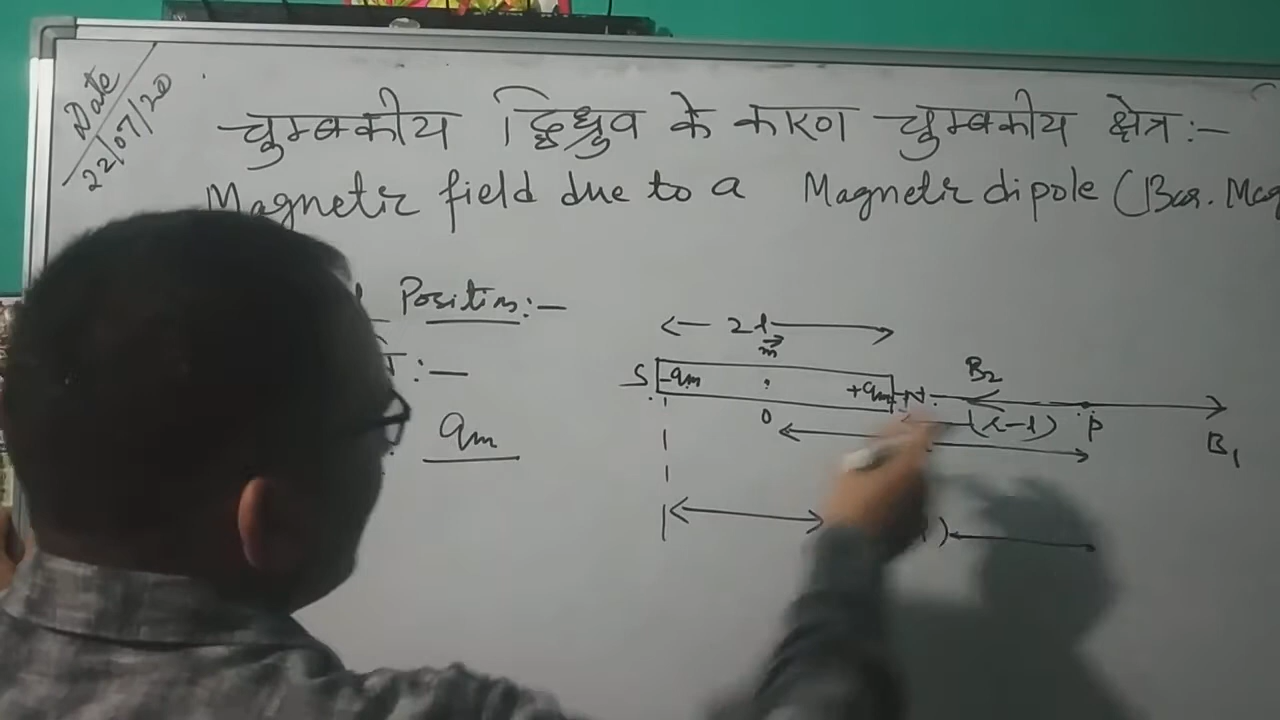 Date
22/07/20
चुम्बकीय द्विध्रुव के कारण चुम्बकीय क्षेत्र:-
Magnetic field due to a Magnetic dipole (Bar. Mag
Position:-
:-
qm
2l
m
S -qm +qm N B2
O (r-l) P B1